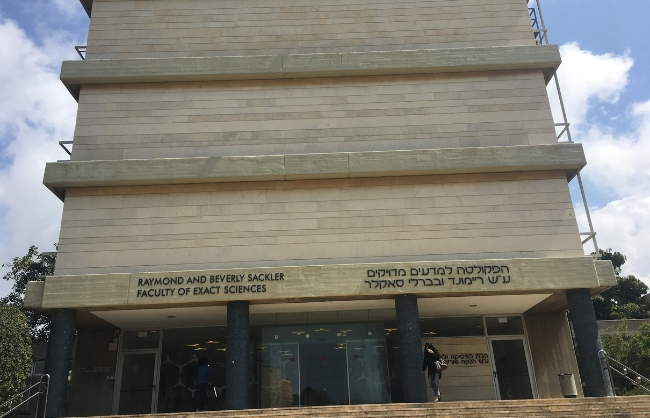 RAYMOND AND BEVERLY SACKLER
FACULTY OF EXACT SCIENCES
הפקולטה למדעים מדויקים
ע״ש ריימונד ובברלי סאקלר